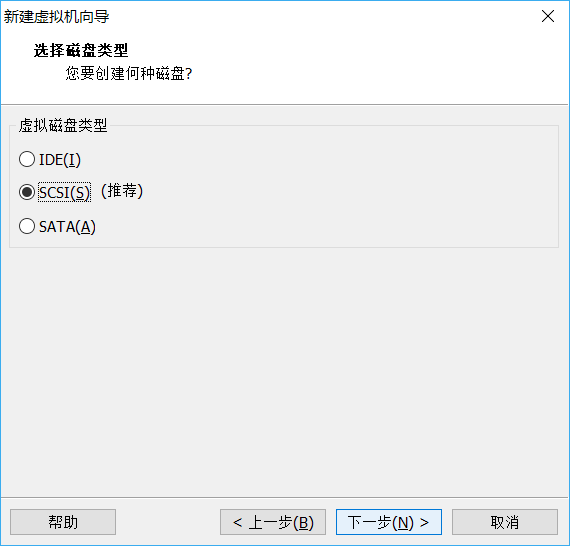 新建虚拟机向导
选择磁盘类型
您要创建何种磁盘?
虚拟磁盘类型
IDE(I)
SCSI(S) (推荐)
SATA(A)
帮助 < 上一步(B) 下一步(N) > 取消